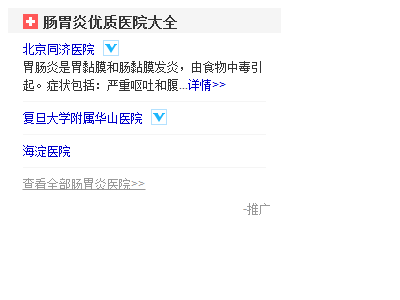 肠胃炎优质医院大全
北京同济医院
胃肠炎是胃黏膜和肠黏膜发炎，由食物中毒引
起。症状包括：严重呕吐和腹...详情>>
复旦大学附属华山医院
海淀医院
查看全部肠胃炎医院>>
-推广